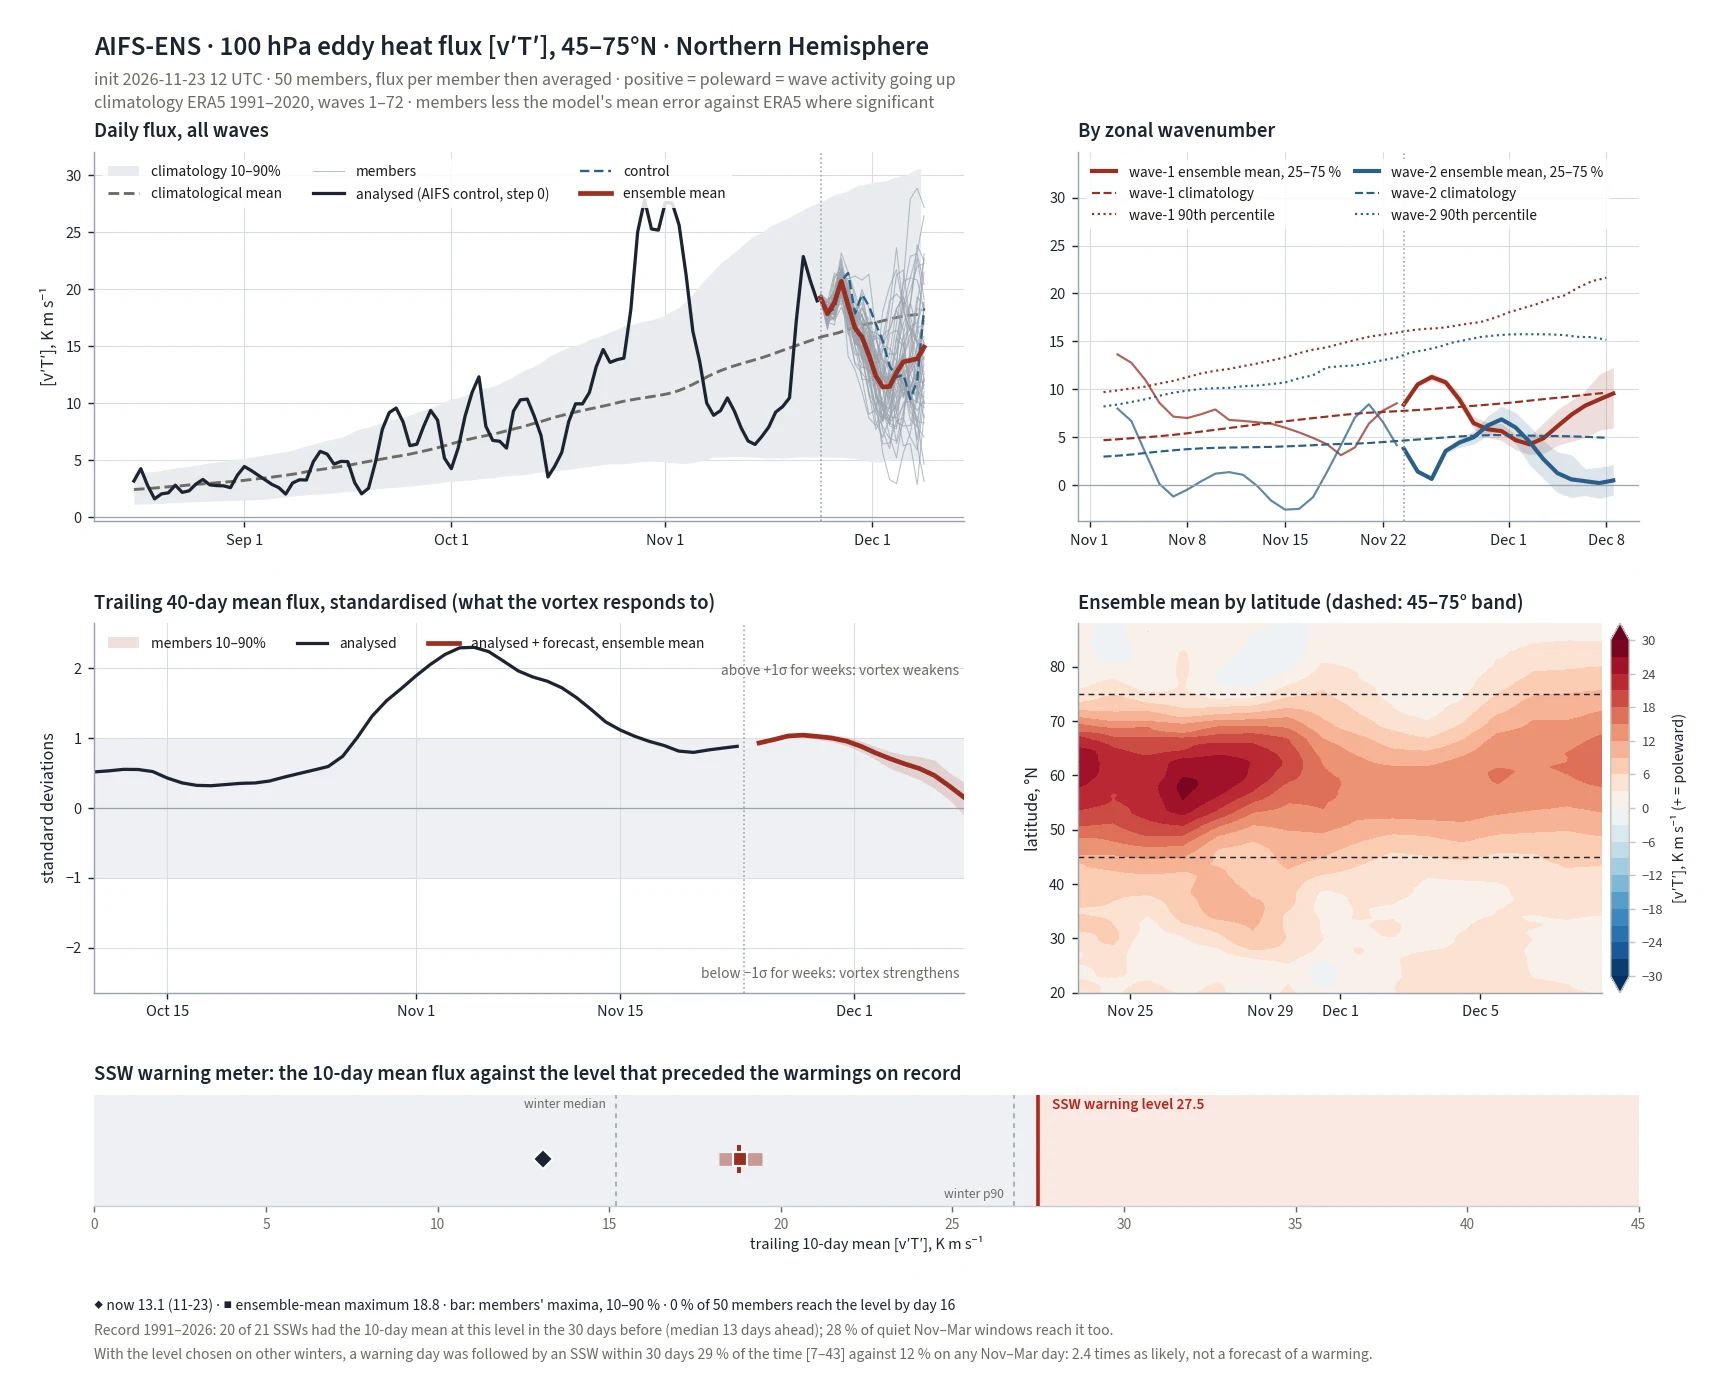 AIFS-ENS · 100 hPa eddy heat flux [v′T′], 45–75°N · Northern Hemisphere
init 2026-11-23 12 UTC · 50 members, flux per member then averaged · positive = poleward = wave activity going up
climatology ERA5 1991–2020, waves 1–72 · members less the model's mean error against ERA5 where significant
Daily flux, all waves
climatology 10–90%
members
control
climatological mean
analysed (AIFS control, step 0)
ensemble mean
30
25
20
15
10
5
0
[v′T′], K m s⁻¹
Sep 1
Oct 1
Nov 1
Dec 1
By zonal wavenumber
wave-1 ensemble mean, 25–75 %
wave-2 ensemble mean, 25–75 %
wave-1 climatology
wave-2 climatology
wave-1 90th percentile
wave-2 90th percentile
30
25
20
15
10
5
0
Nov 1
Nov 8
Nov 15
Nov 22
Dec 1
Dec 8
Trailing 40-day mean flux, standardised (what the vortex responds to)
members 10–90%
analysed
analysed + forecast, ensemble mean
above +1σ for weeks: vortex weakens
below −1σ for weeks: vortex strengthens
2
1
0
−1
−2
standard deviations
Oct 15
Nov 1
Nov 15
Dec 1
Ensemble mean by latitude (dashed: 45–75° band)
80
70
60
50
40
30
20
latitude, °N
Nov 25
Nov 29
Dec 1
Dec 5
30
24
18
12
6
0
−6
−12
−18
−24
−30
[v′T′], K m s⁻¹ (+ = poleward)
SSW warning meter: the 10-day mean flux against the level that preceded the warmings on record
winter median
SSW warning level 27.5
winter p90
0
5
10
15
20
25
30
35
40
45
trailing 10-day mean [v′T′], K m s⁻¹
◆ now 13.1 (11-23) · ■ ensemble-mean maximum 18.8 · bar: members' maxima, 10–90 % · 0 % of 50 members reach the level by day 16
Record 1991–2026: 20 of 21 SSWs had the 10-day mean at this level in the 30 days before (median 13 days ahead); 28 % of quiet Nov–Mar windows reach it too.
With the level chosen on other winters, a warning day was followed by an SSW within 30 days 29 % of the time [7–43] against 12 % on any Nov–Mar day: 2.4 times as likely, not a forecast of a warming.